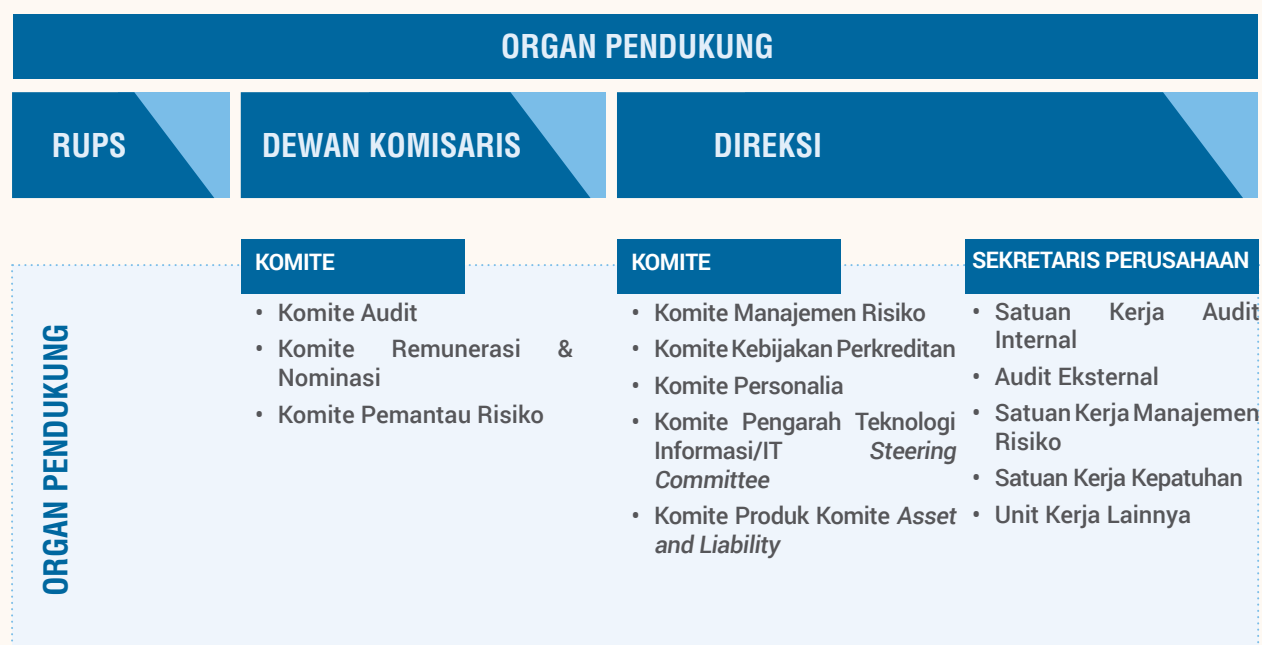 ORGAN PENDUKUNG
RUPS
DEWAN KOMISARIS
DIREKSI
ORGAN PENDUKUNG
KOMITE
• Komite Audit
• Komite Remunerasi &
Nominasi
• Komite Pemantau Risiko
KOMITE
• Komite Manajemen Risiko
• Komite Kebijakan Perkreditan
• Komite Personalia
• Komite Pengarah Teknologi
Informasi/IT Steering
Committee
• Komite Produk Komite Asset
and Liability
SEKRETARIS PERUSAHAAN
• Satuan Kerja Audit
Internal
• Audit Eksternal
• Satuan Kerja Manajemen
Risiko
• Satuan Kerja Kepatuhan
• Unit Kerja Lainnya